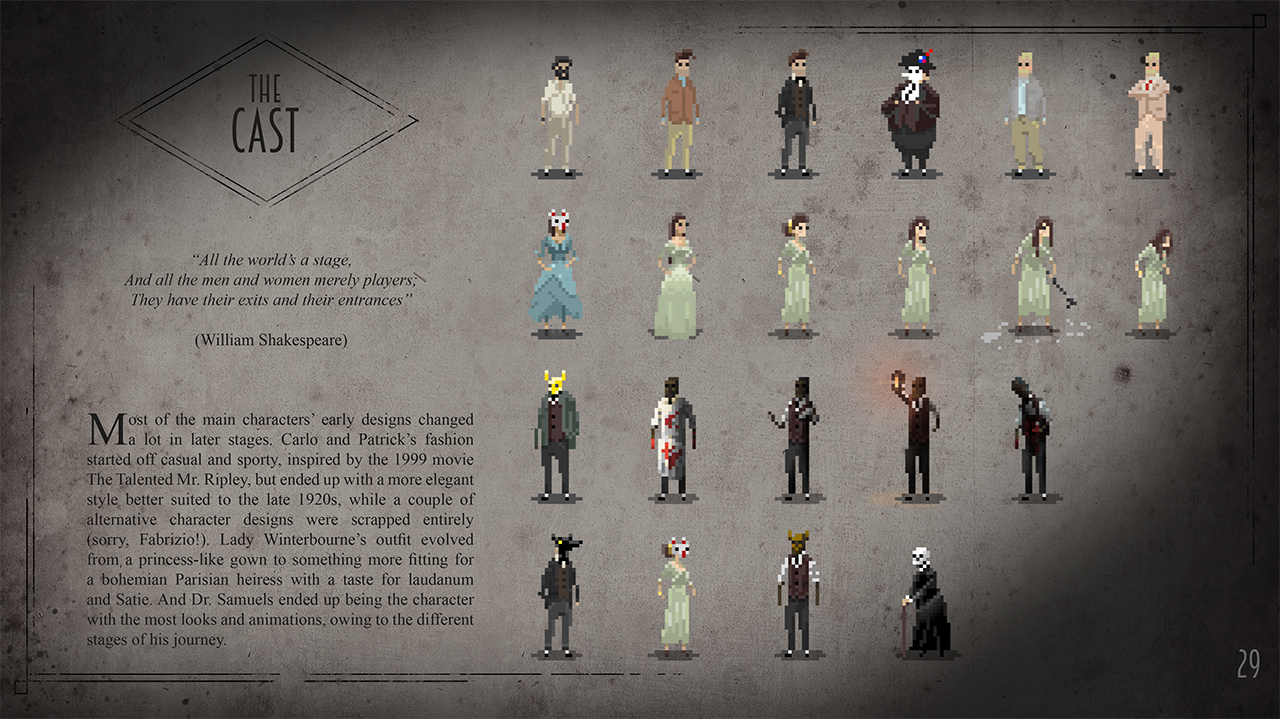 THE
CAST
“All the world’s a stage,
And all the men and women merely players;
They have their exits and their entrances”
(William Shakespeare)
Most of the main characters’ early designs changed
a lot in later stages. Carlo and Patrick’s fashion
started off casual and sporty, inspired by the 1999 movie
The Talented Mr. Ripley, but ended up with a more elegant
style better suited to the late 1920s, while a couple of
alternative character designs were scrapped entirely
(sorry, Fabrizio!). Lady Winterbourne’s outfit evolved
from a princess-like gown to something more fitting for
a bohemian Parisian heiress with a taste for laudanum
and Satie. And Dr. Samuels ended up being the character
with the most looks and animations, owing to the different
stages of his journey.
29